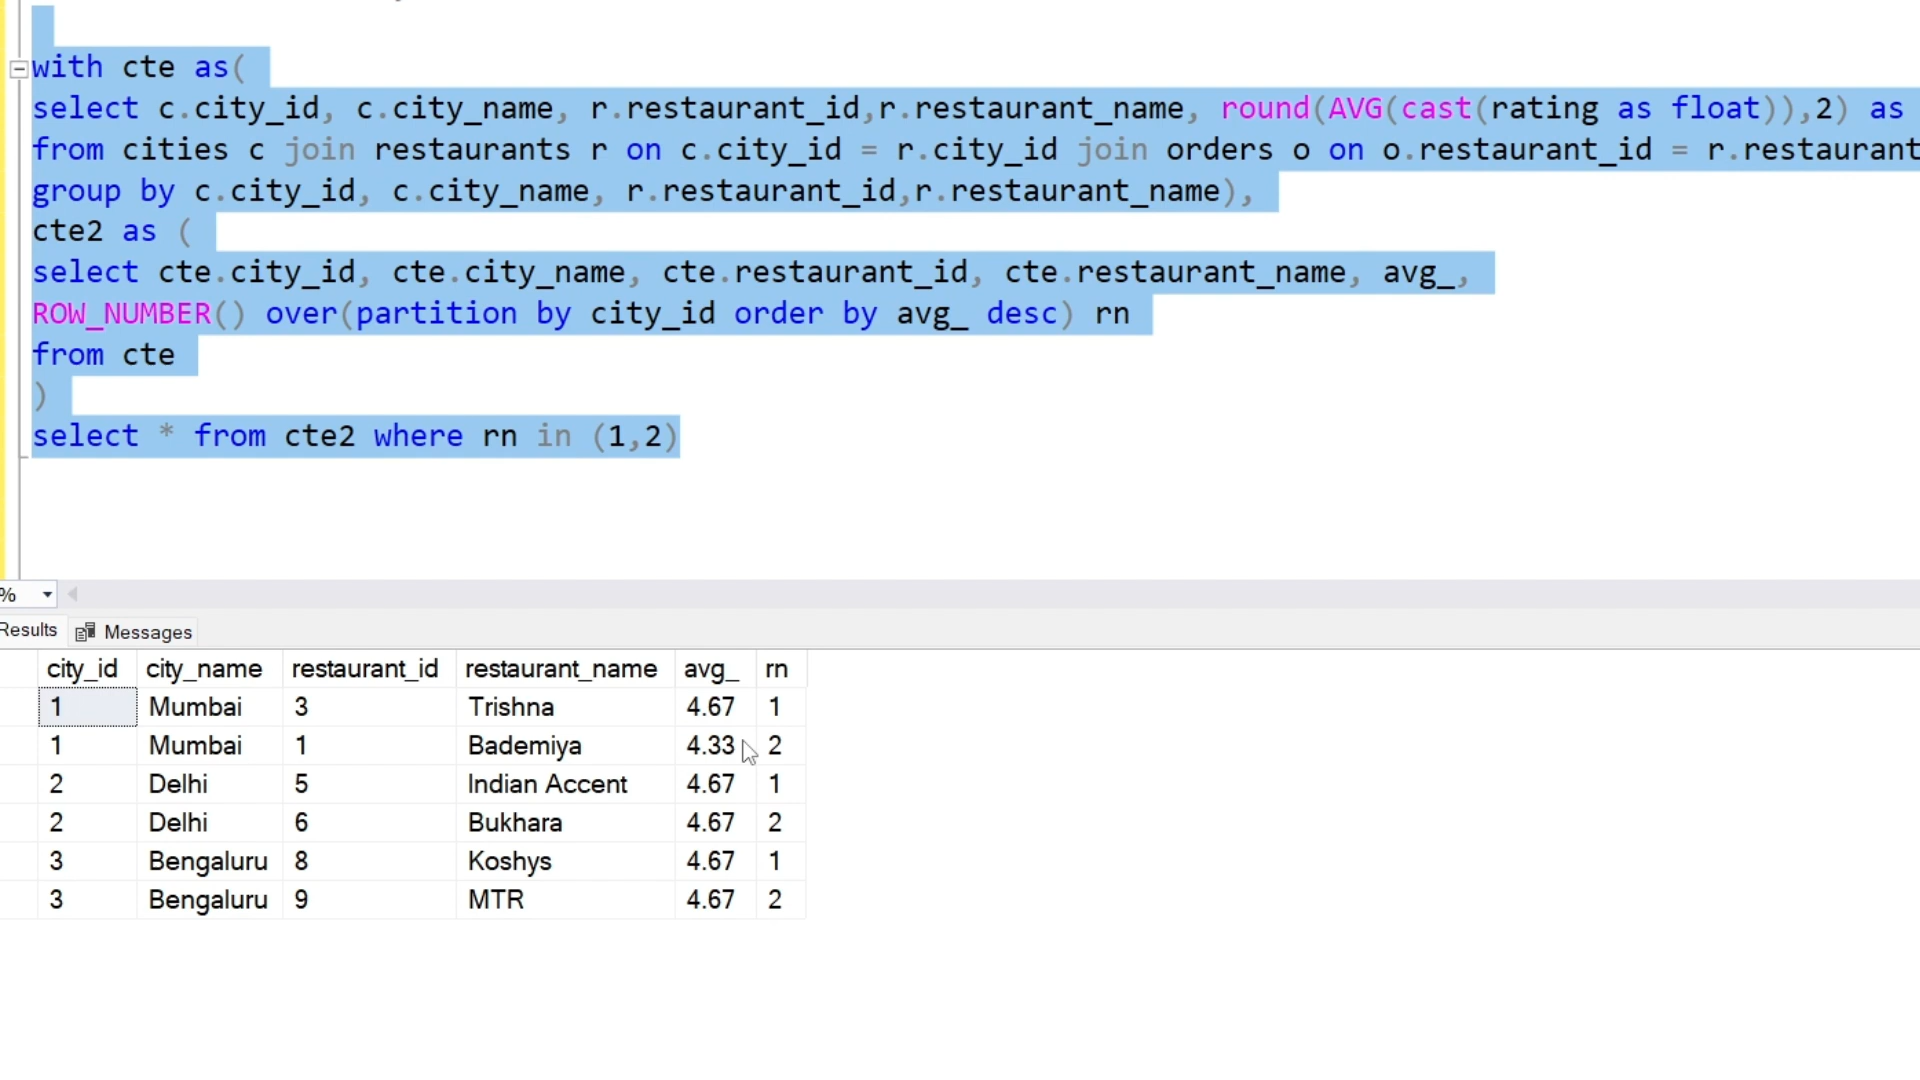 with cte as(
select c.city_id, c.city_name, r.restaurant_id,r.restaurant_name, round(AVG(cast(rating as float)),2) as
from cities c join restaurants r on c.city_id = r.city_id join orders o on o.restaurant_id = r.restaurant
group by c.city_id, c.city_name, r.restaurant_id,r.restaurant_name),
cte2 as (
select cte.city_id, cte.city_name, cte.restaurant_id, cte.restaurant_name, avg_,
ROW_NUMBER() over(partition by city_id order by avg_ desc) rn
from cte
)
select * from cte2 where rn in (1,2)
%
Results Messages
city_id city_name restaurant_id restaurant_name avg_ rn
1 Mumbai 3 Trishna 4.67 1
1 Mumbai 1 Bademiya 4.33 2
2 Delhi 5 Indian Accent 4.67 1
2 Delhi 6 Bukhara 4.67 2
3 Bengaluru 8 Koshys 4.67 1
3 Bengaluru 9 MTR 4.67 2